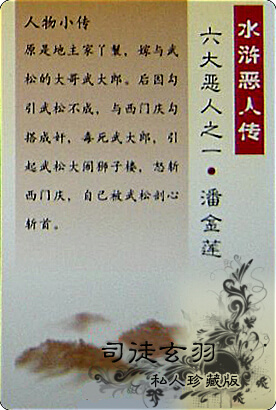 水浒恶人传
六大恶人之一•潘金莲
人物小传
原是地主家丫鬟，嫁与武
松的大哥武大郎。后因勾
引武松不成，与西门庆勾
搭成奸，毒死武大郎，引
起武松大闹狮子楼，怒斩
西门庆，自己被武松剖心
斩首。
司徒玄羽
私人珍藏版